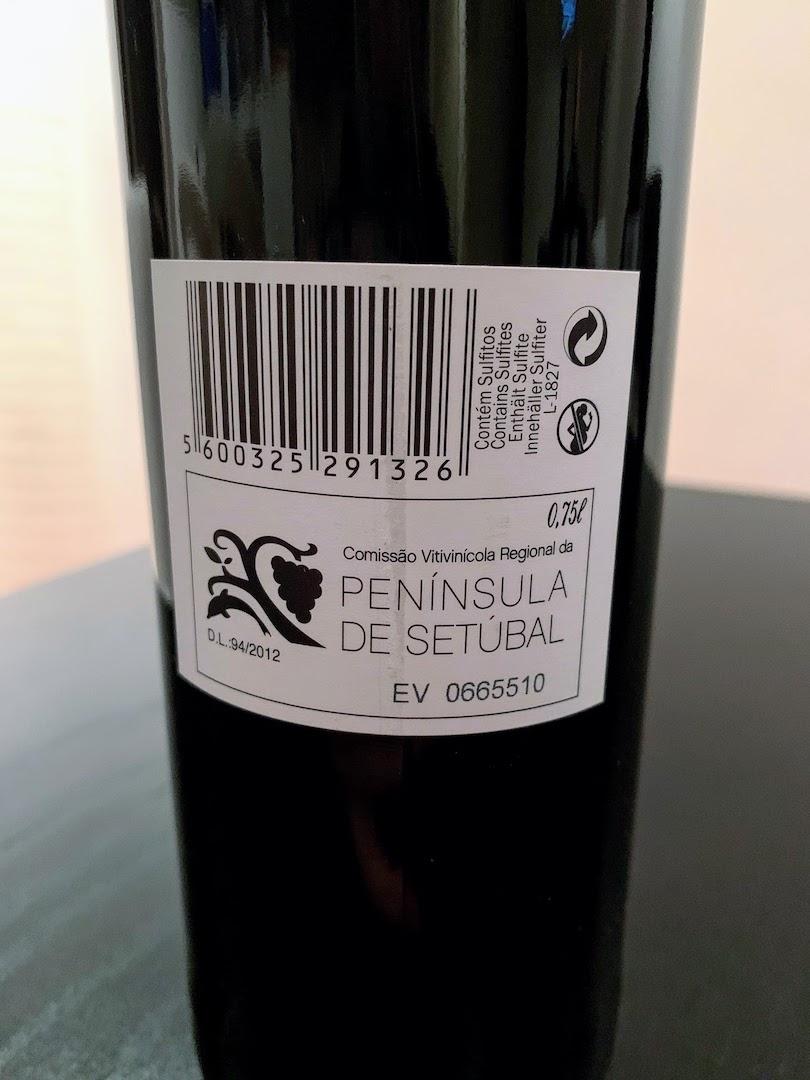 5 600325 291326
Contém Sulfitos
Contains Sulfites
Enthält Sulfite
Innehåller Sulfiter
L-1827
0,75ℓ
Comissão Vitivinícola Regional da
PENÍNSULA
DE SETÚBAL
D.L.:94/2012
EV 0665510